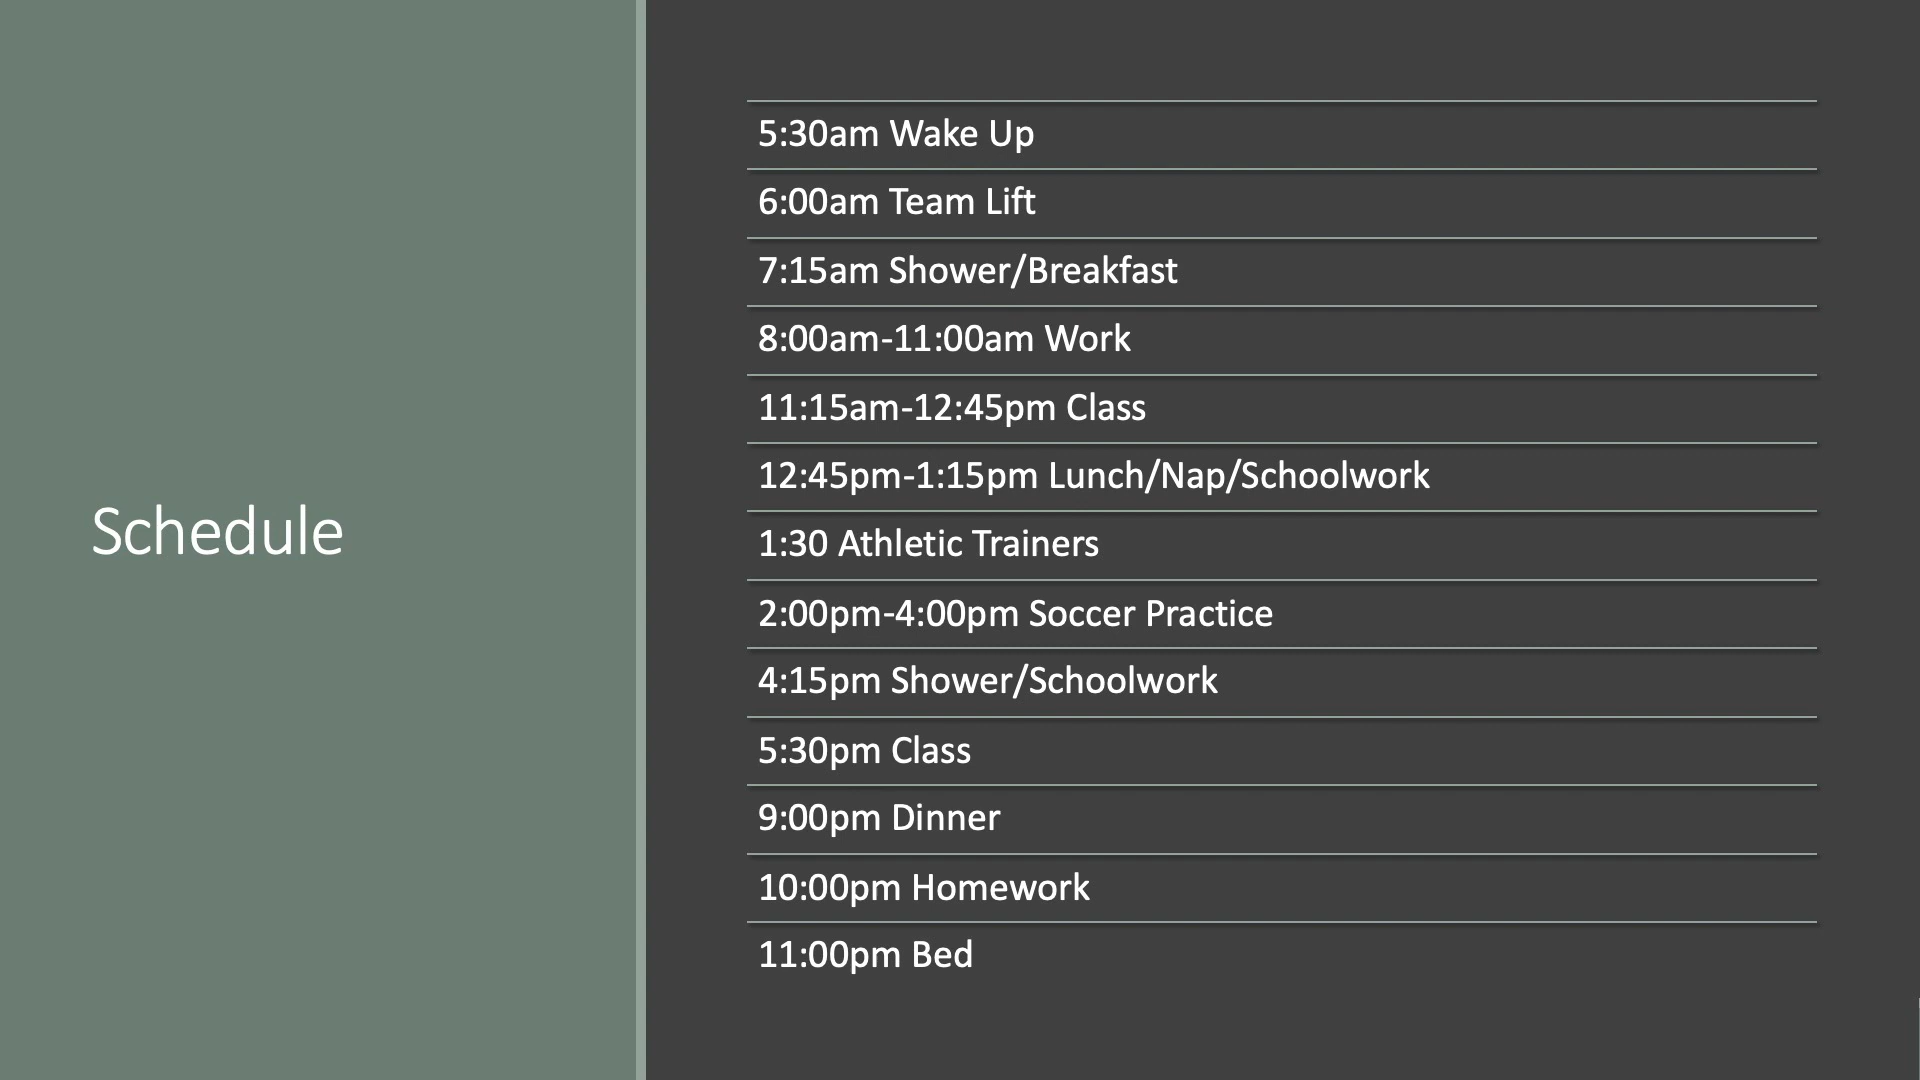 Schedule
5:30am Wake Up
6:00am Team Lift
7:15am Shower/Breakfast
8:00am-11:00am Work
11:15am-12:45pm Class
12:45pm-1:15pm Lunch/Nap/Schoolwork
1:30 Athletic Trainers
2:00pm-4:00pm Soccer Practice
4:15pm Shower/Schoolwork
5:30pm Class
9:00pm Dinner
10:00pm Homework
11:00pm Bed